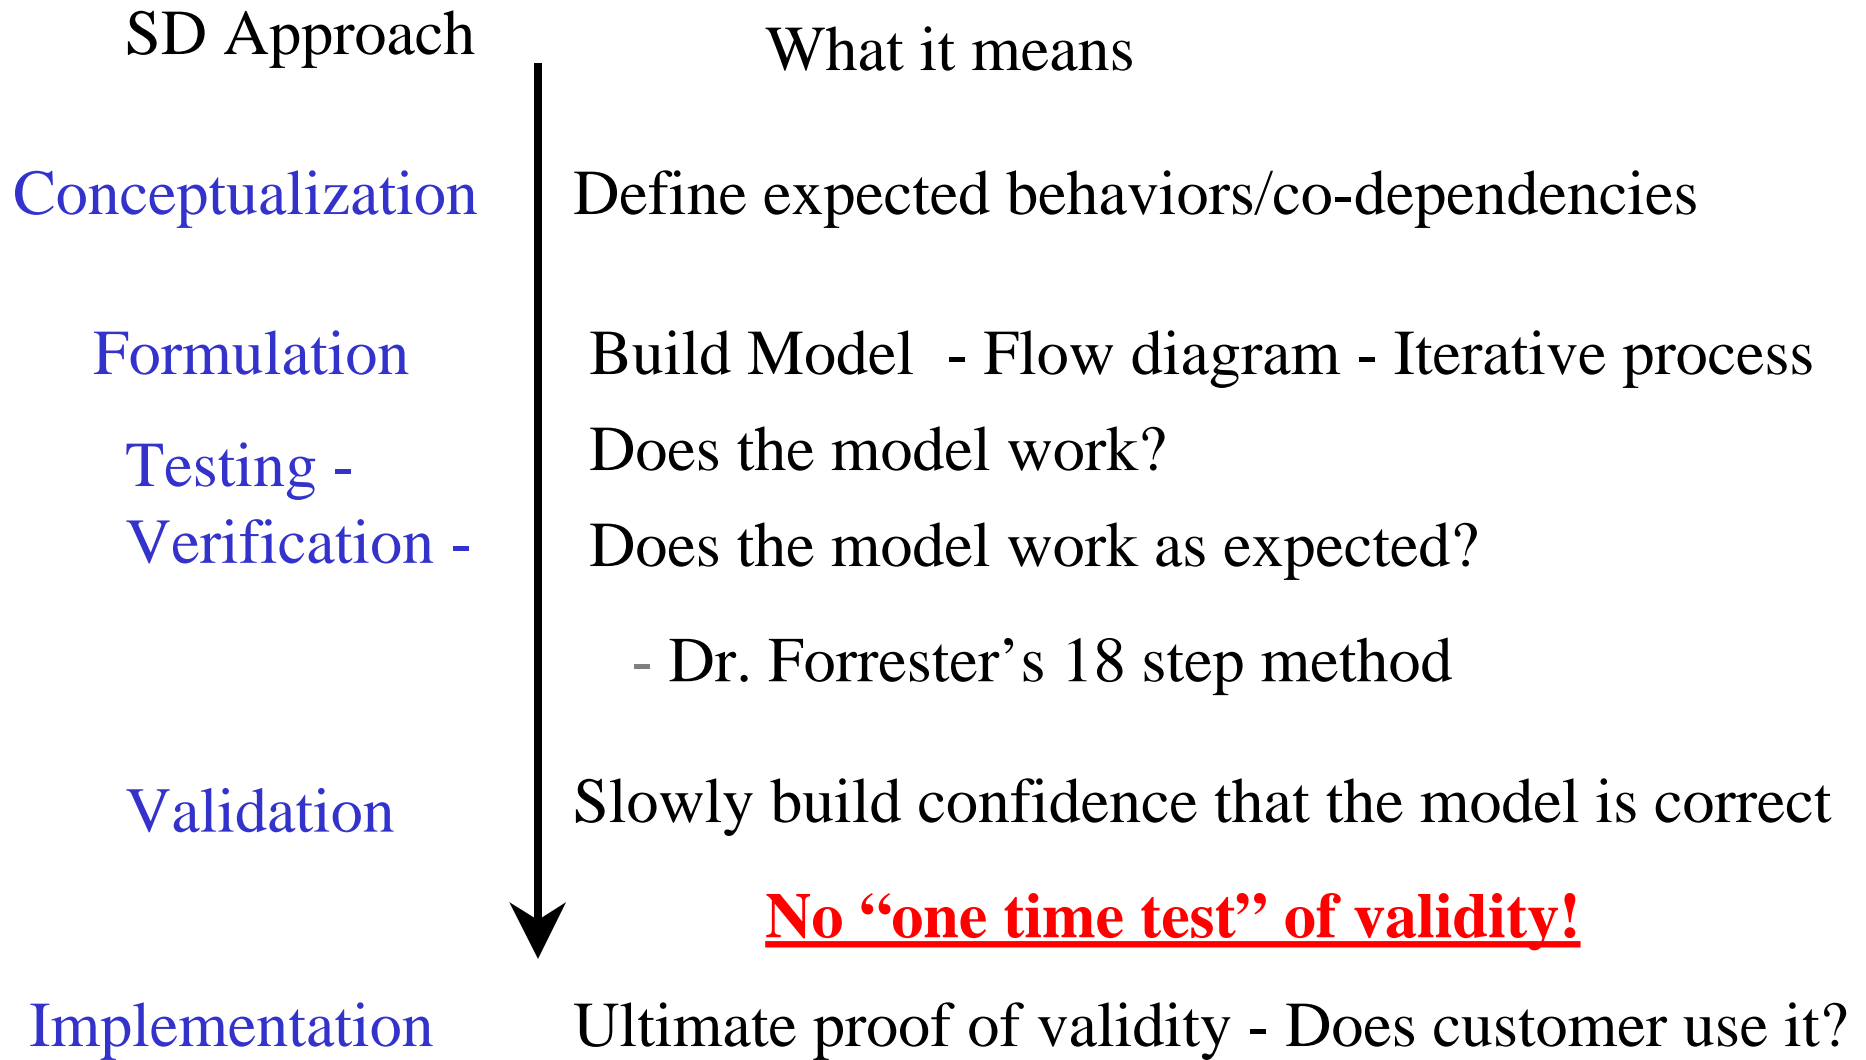 SD Approach
What it means
Conceptualization
Define expected behaviors/co-dependencies
Formulation
Build Model - Flow diagram - Iterative process
Testing -
Does the model work?
Verification -
Does the model work as expected?
- Dr. Forrester’s 18 step method
Validation
Slowly build confidence that the model is correct
No “one time test” of validity!
Implementation
Ultimate proof of validity - Does customer use it?